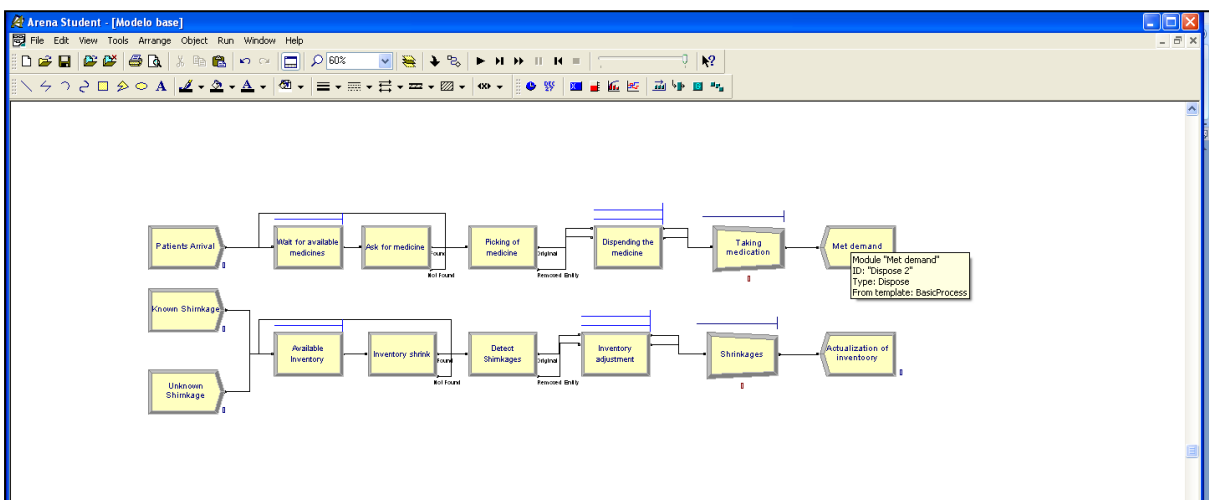 Arena Student - [Modelo base]
File Edit View Tools Arrange Object Run Window Help
60%
Patients Arrival
Wait for available
medicines
Ask for medicine
Found
Not Found
Picking of
medicine
Original
Removed Entity
Dispending the
medicine
Taking
medication
Met demand
Module "Met demand"
ID: "Dispose 2"
Type: Dispose
From template: BasicProcess
Known Shirnkage
Unknown
Shirnkage
Available
Inventory
Inventory shrink
Found
Not Found
Detect
Shirnkages
Original
Removed Entity
Inventory
adjustment
Shrinkages
Actualization of
inventoory